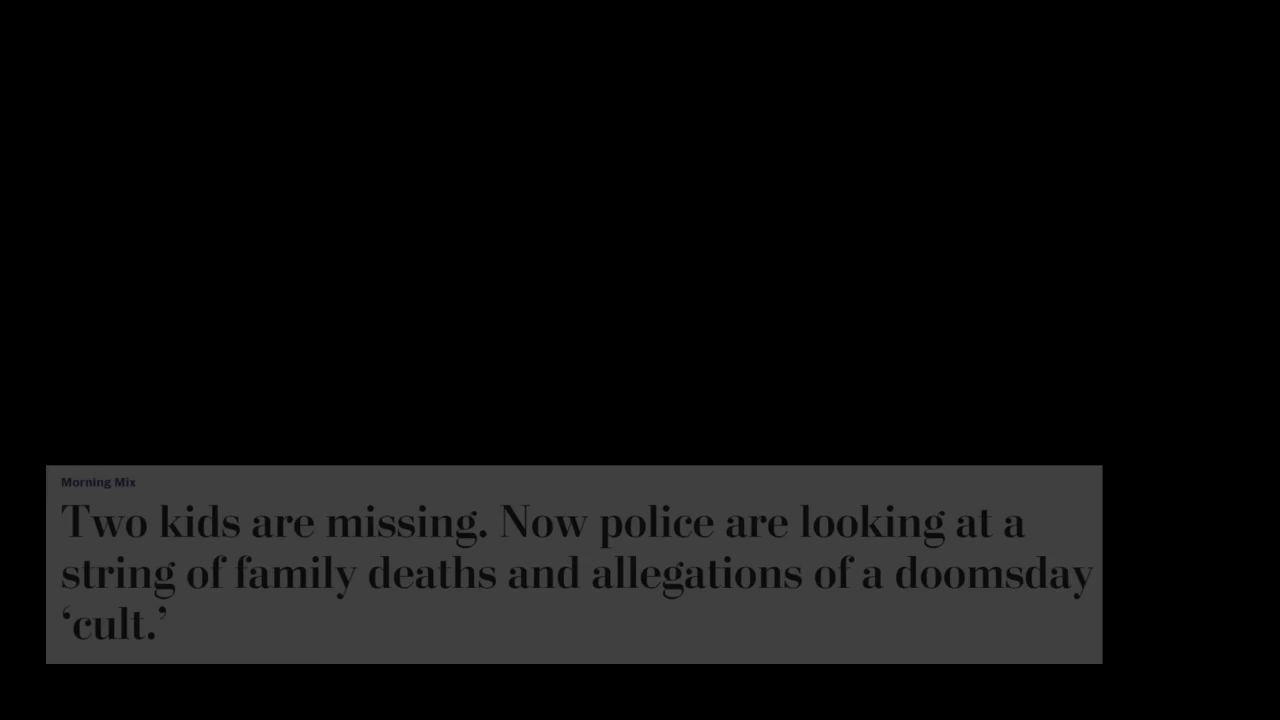 Morning Mix
Two kids are missing. Now police are looking at a
string of family deaths and allegations of a doomsday
‘cult.’